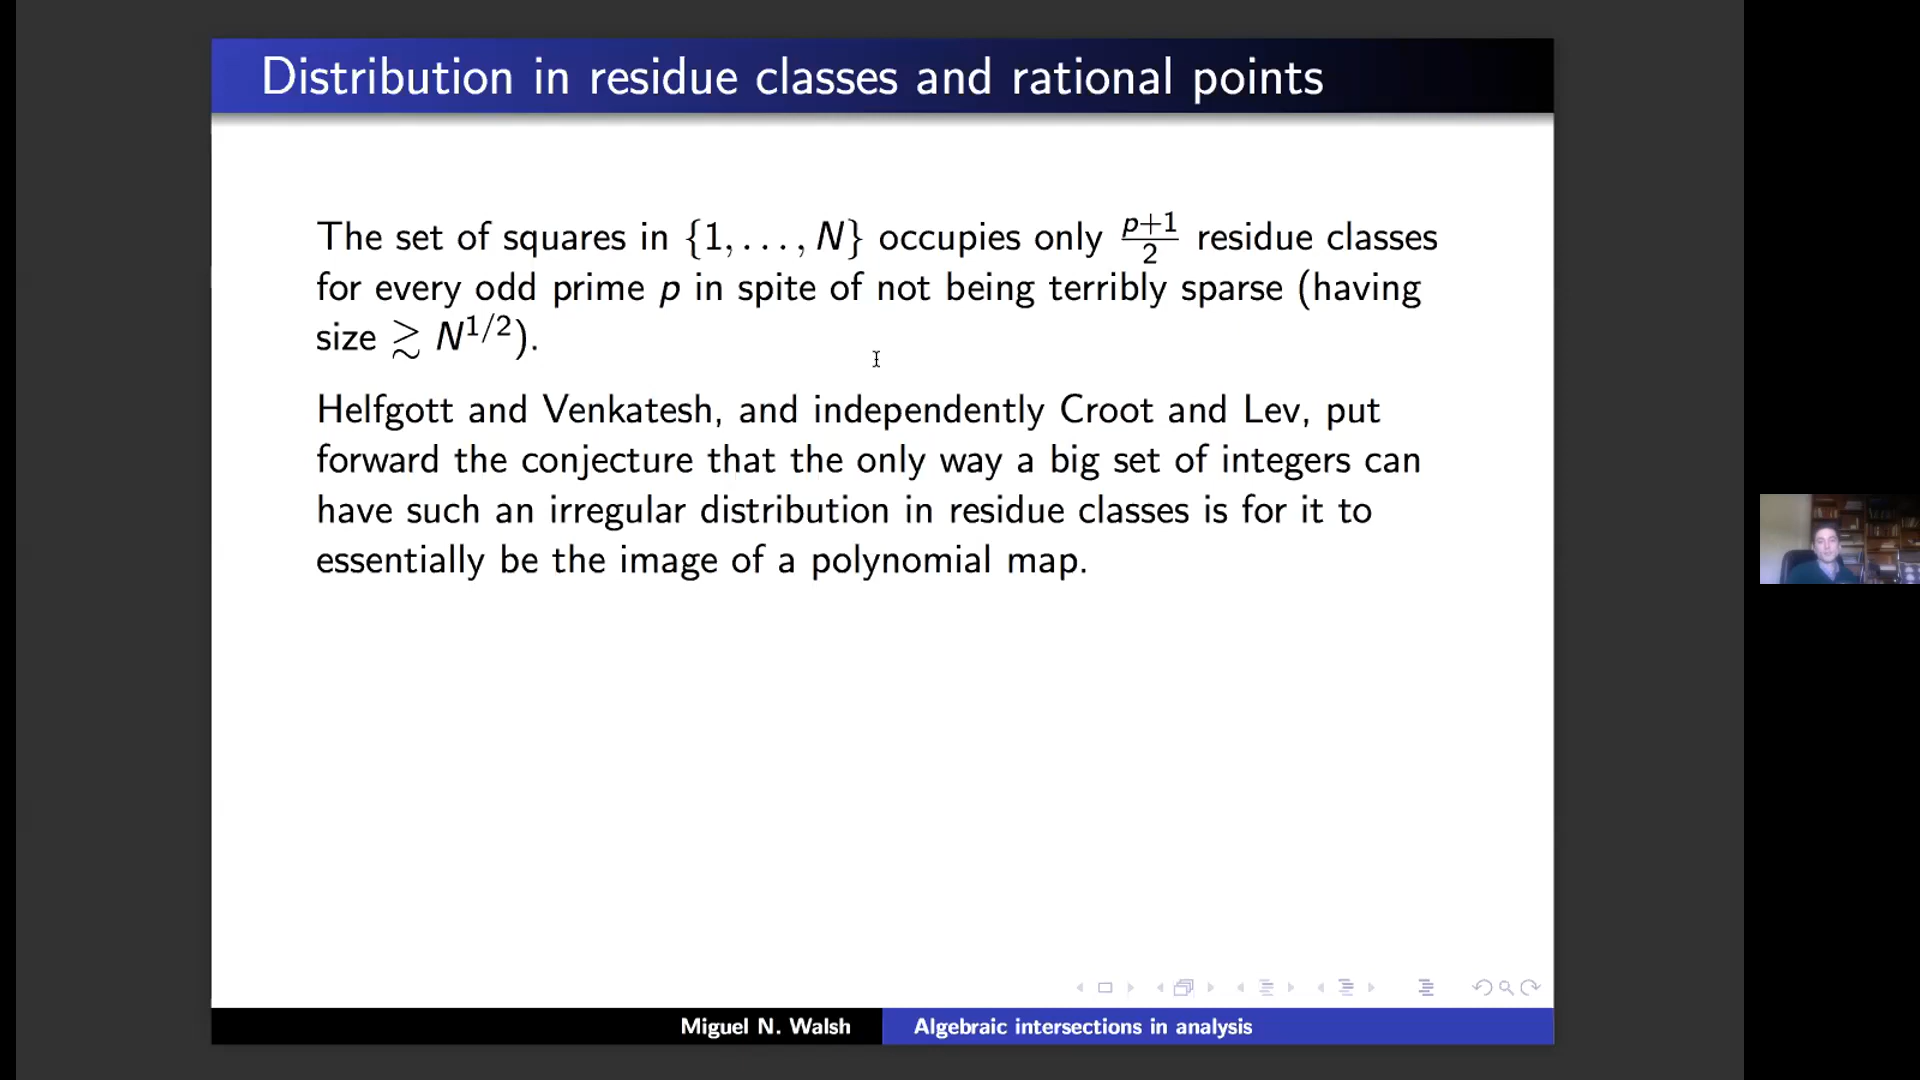 Distribution in residue classes and rational points
The set of squares in {1, . . . , N} occupies only \frac{p+1}{2} residue classes
for every odd prime p in spite of not being terribly sparse (having
size ≳ N^{1/2}).
Helfgott and Venkatesh, and independently Croot and Lev, put
forward the conjecture that the only way a big set of integers can
have such an irregular distribution in residue classes is for it to
essentially be the image of a polynomial map.
Miguel N. Walsh
Algebraic intersections in analysis